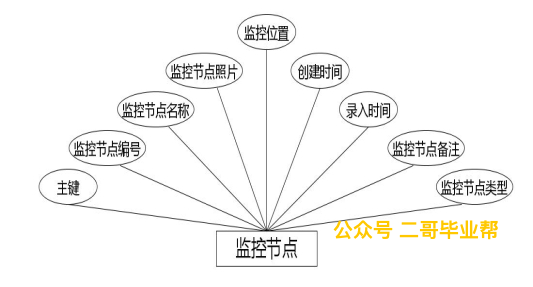 监控位置
监控节点照片
创建时间
监控节点名称
录入时间
监控节点编号
监控节点备注
主键
监控节点类型
公众号 二哥毕业帮
监控节点